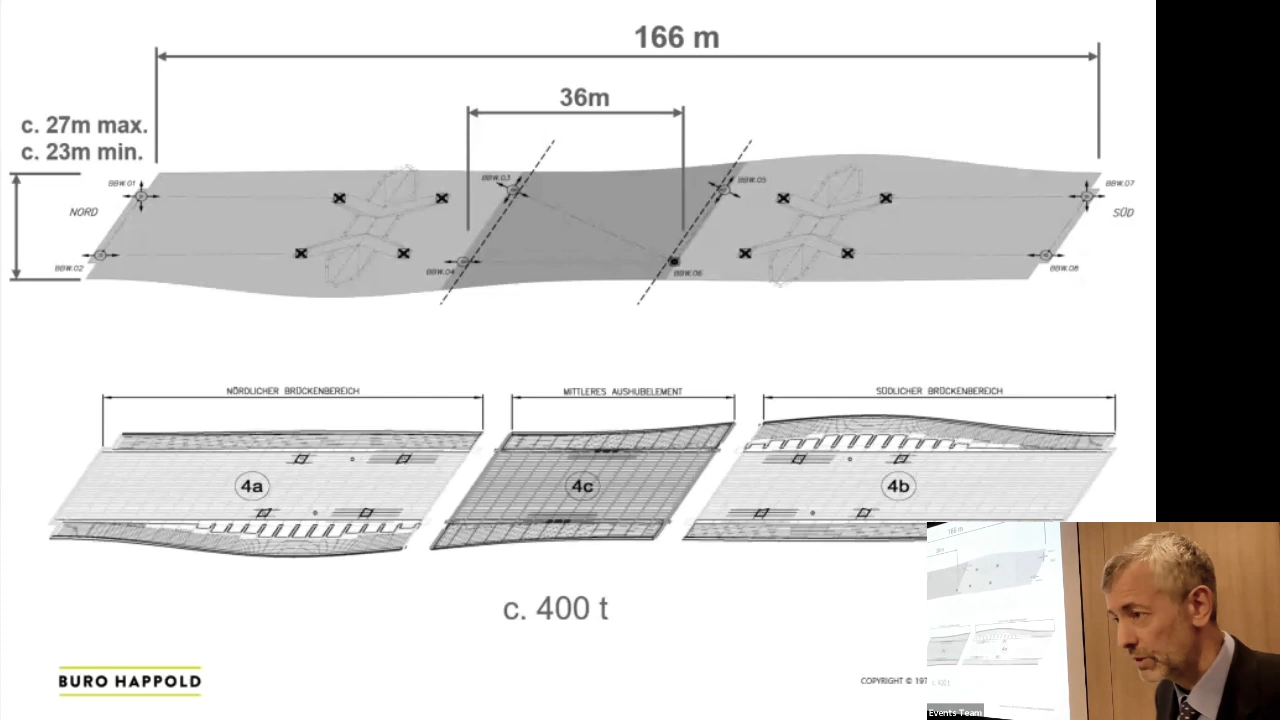 166 m
36m
c. 27m max.
c. 23m min.
BBW.01
BBW.03
BBW.05
BBW.07
NORD
SÜD
BBW.02
BBW.04
BBW.06
BBW.08
NÖRDLICHER BRÜCKENBEREICH
MITTLERES AUSHUBELEMENT
SÜDLICHER BRÜCKENBEREICH
4a
4c
4b
c. 400 t
BURO HAPPOLD
COPYRIGHT © 197
166 m
c. 400 t
Events Team